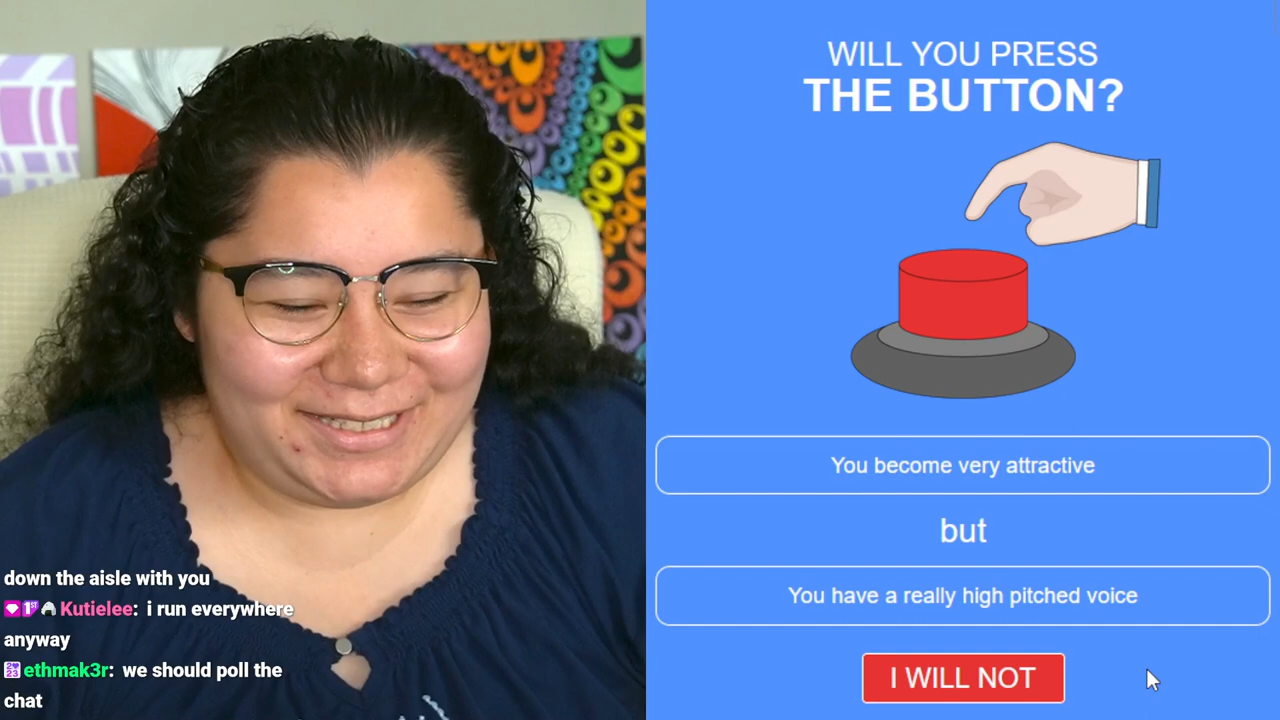 WILL YOU PRESS
THE BUTTON?
You become very attractive
but
You have a really high pitched voice
I WILL NOT
down the aisle with you
1ST Kutielee: i run everywhere
anyway
ethmak3r: we should poll the
chat